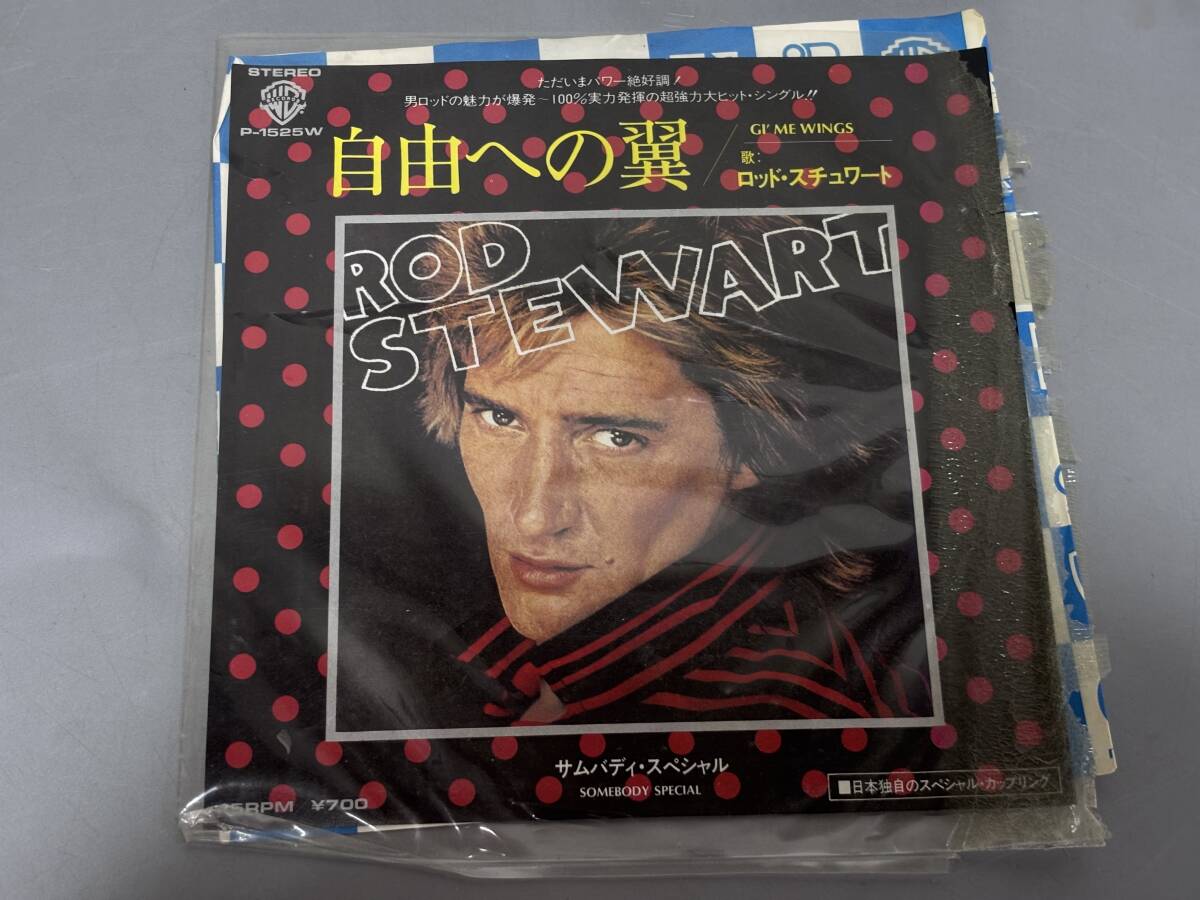 STEREO
RECORDS
P-1525W
ただいまパワー絶好調!
男ロッドの魅力が爆発~100%実力発揮の超強力大ヒット・シングル!!
自由への翼
GI' ME WINGS
歌:
ロッド・スチュワート
ROD
STEWART
サムバディ・スペシャル
SOMEBODY SPECIAL
■日本独自のスペシャル・カップリング
RPM ¥700